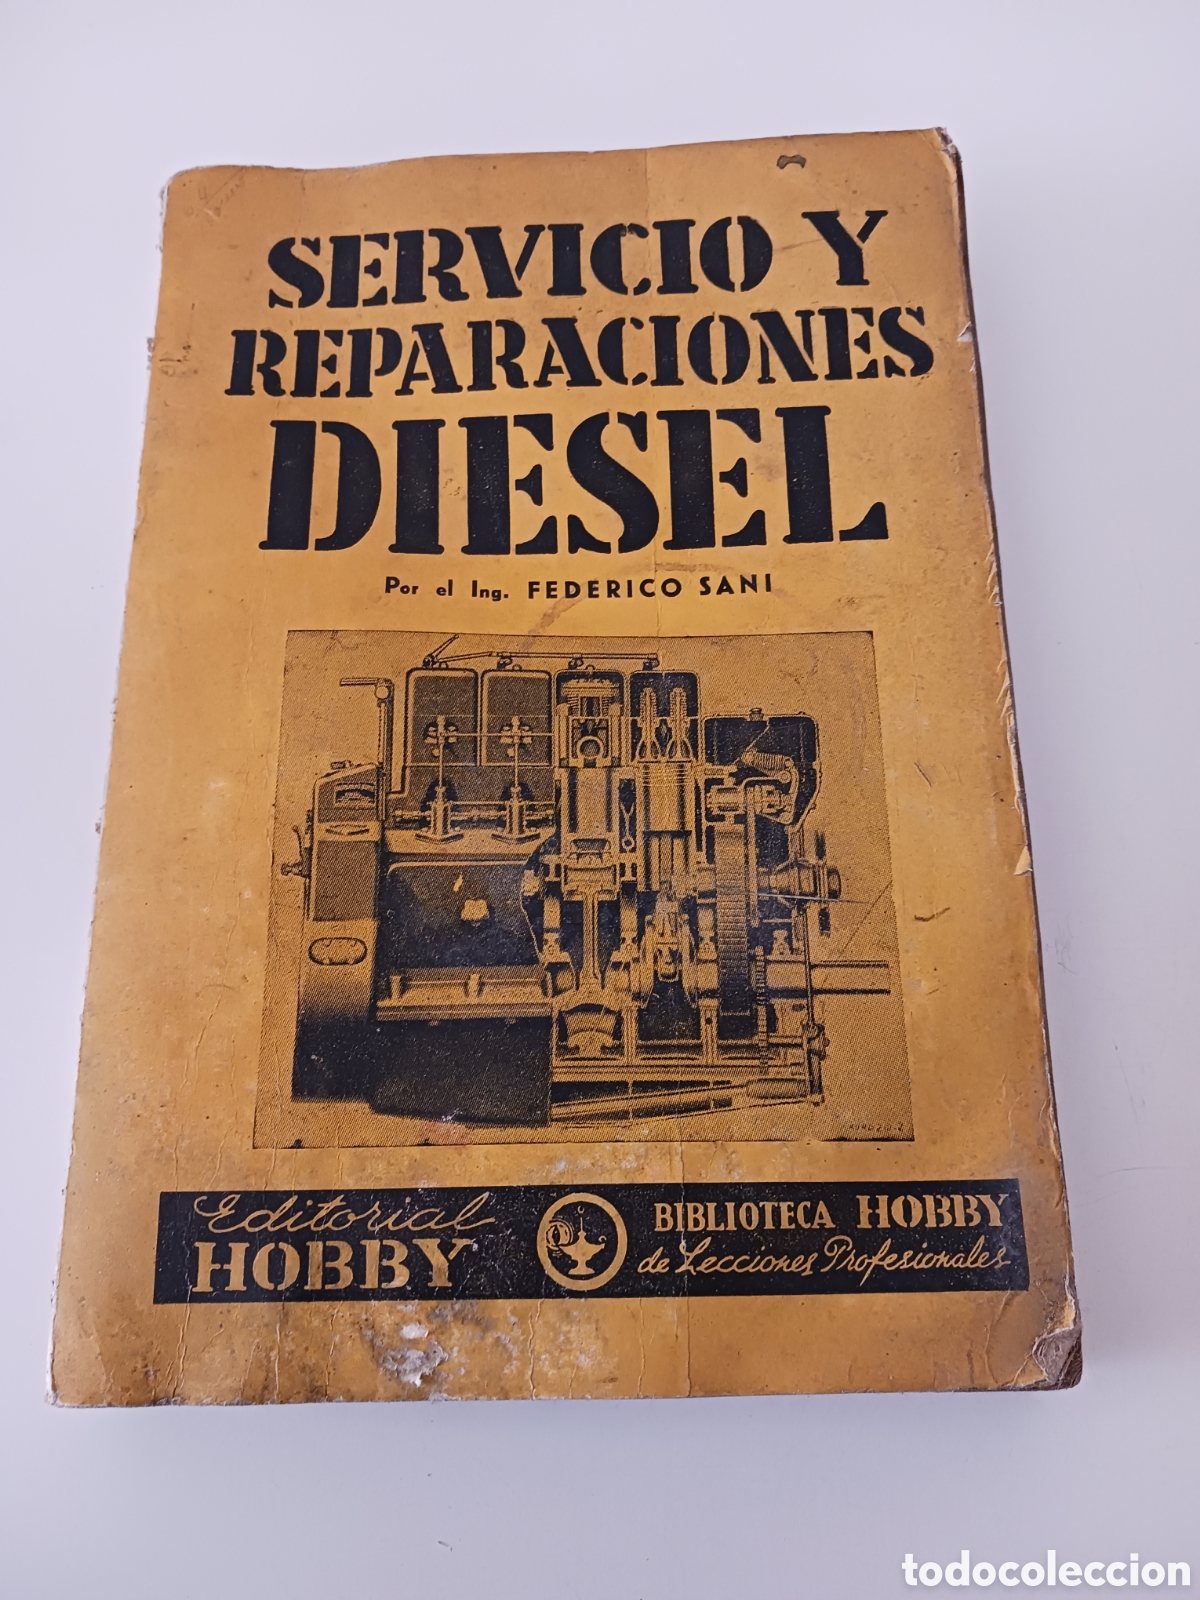 SERVICIO Y
REPARACIONES
DIESEL
Por el Ing. FEDERICO SANI
Editorial
HOBBY
BIBLIOTECA HOBBY
de Lecciones Profesionales
todocoleccion